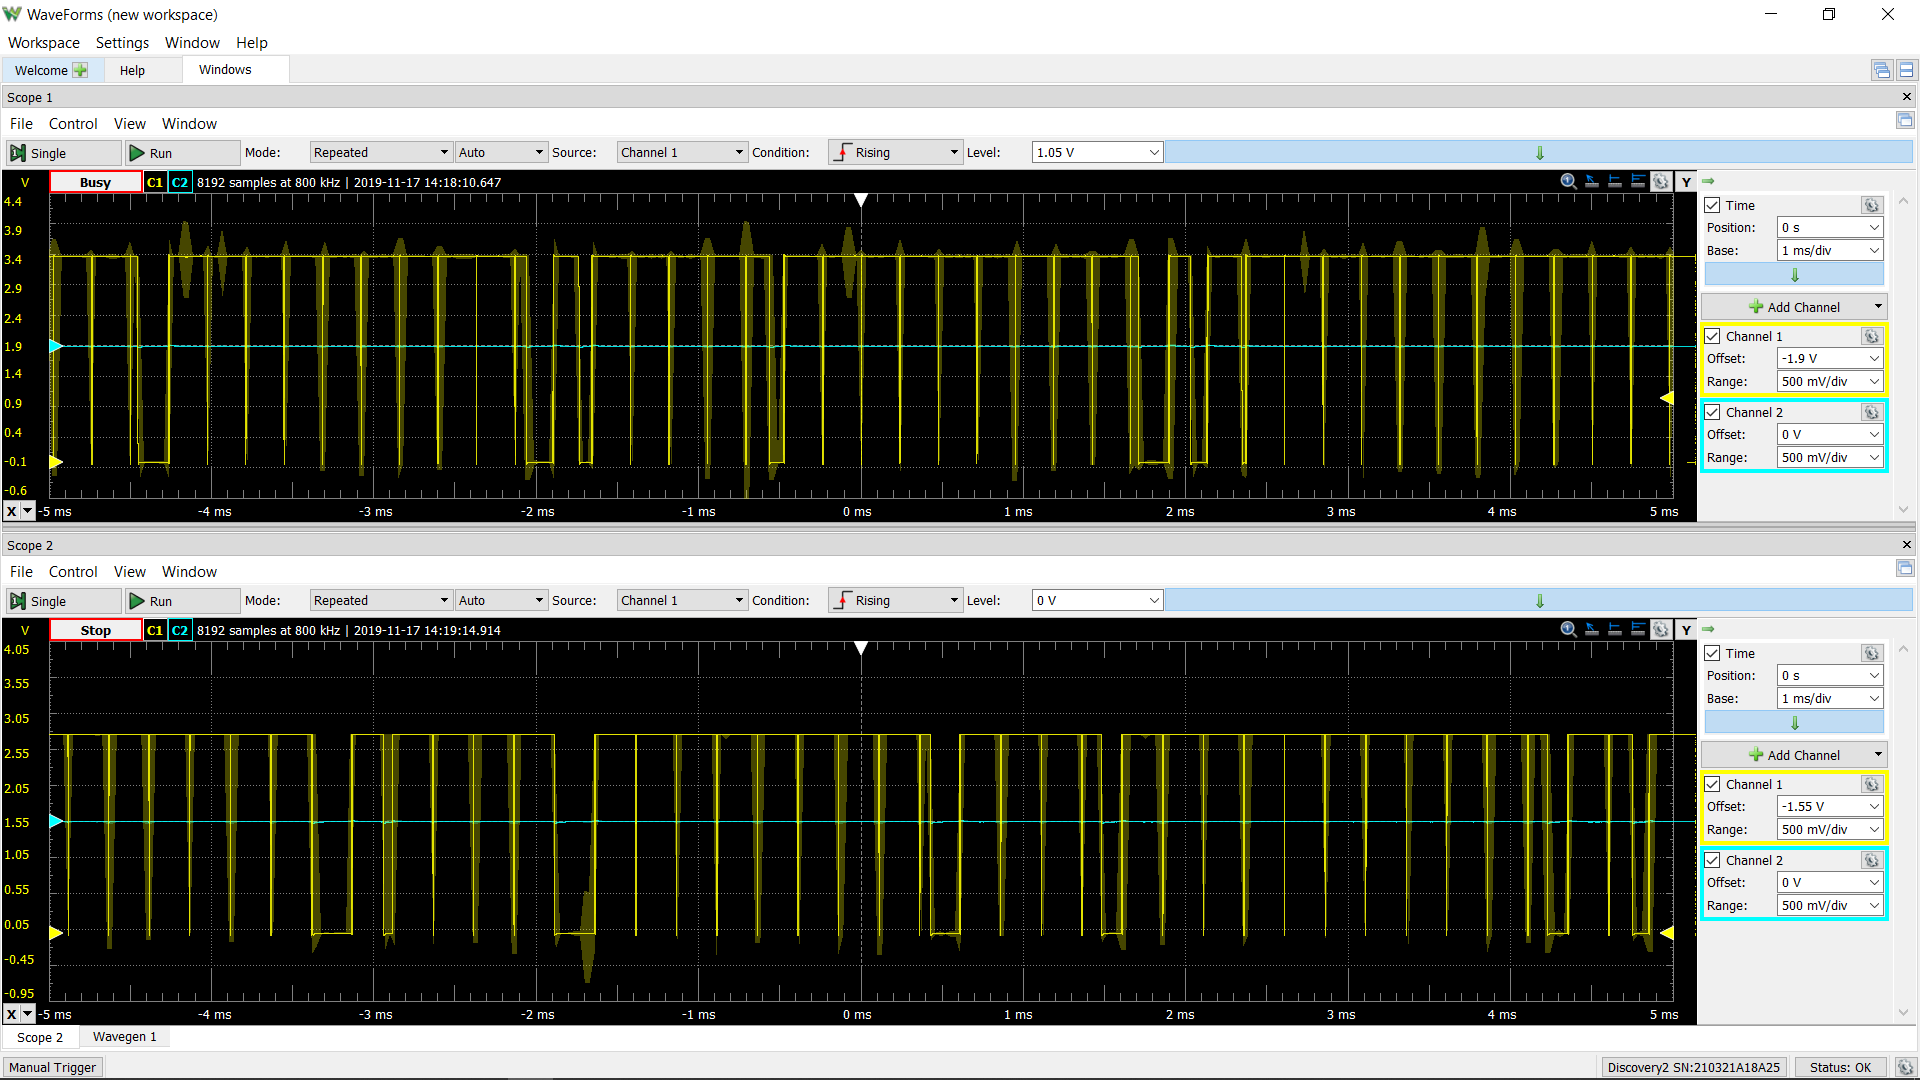 WaveForms (new workspace)
Workspace Settings Window Help
Welcome Help Windows
Scope 1
File Control View Window
Single Run Mode: Repeated Auto Source: Channel 1 Condition: Rising Level: 1.05 V
V Busy C1 C2 8192 samples at 800 kHz | 2019-11-17 14:18:10.647 Y
4.4
3.9
3.4
2.9
2.4
1.9
1.4
0.9
0.4
-0.1
-0.6
X -5 ms -4 ms -3 ms -2 ms -1 ms 0 ms 1 ms 2 ms 3 ms 4 ms 5 ms
Time
Position: 0 s
Base: 1 ms/div
Add Channel
Channel 1
Offset: -1.9 V
Range: 500 mV/div
Channel 2
Offset: 0 V
Range: 500 mV/div
Scope 2
File Control View Window
Single Run Mode: Repeated Auto Source: Channel 1 Condition: Rising Level: 0 V
V Stop C1 C2 8192 samples at 800 kHz | 2019-11-17 14:19:14.914 Y
4.05
3.55
3.05
2.55
2.05
1.55
1.05
0.55
0.05
-0.45
-0.95
X -5 ms -4 ms -3 ms -2 ms -1 ms 0 ms 1 ms 2 ms 3 ms 4 ms 5 ms
Time
Position: 0 s
Base: 1 ms/div
Add Channel
Channel 1
Offset: -1.55 V
Range: 500 mV/div
Channel 2
Offset: 0 V
Range: 500 mV/div
Scope 2 Wavegen 1
Manual Trigger Discovery2 SN:210321A18A25 Status: OK